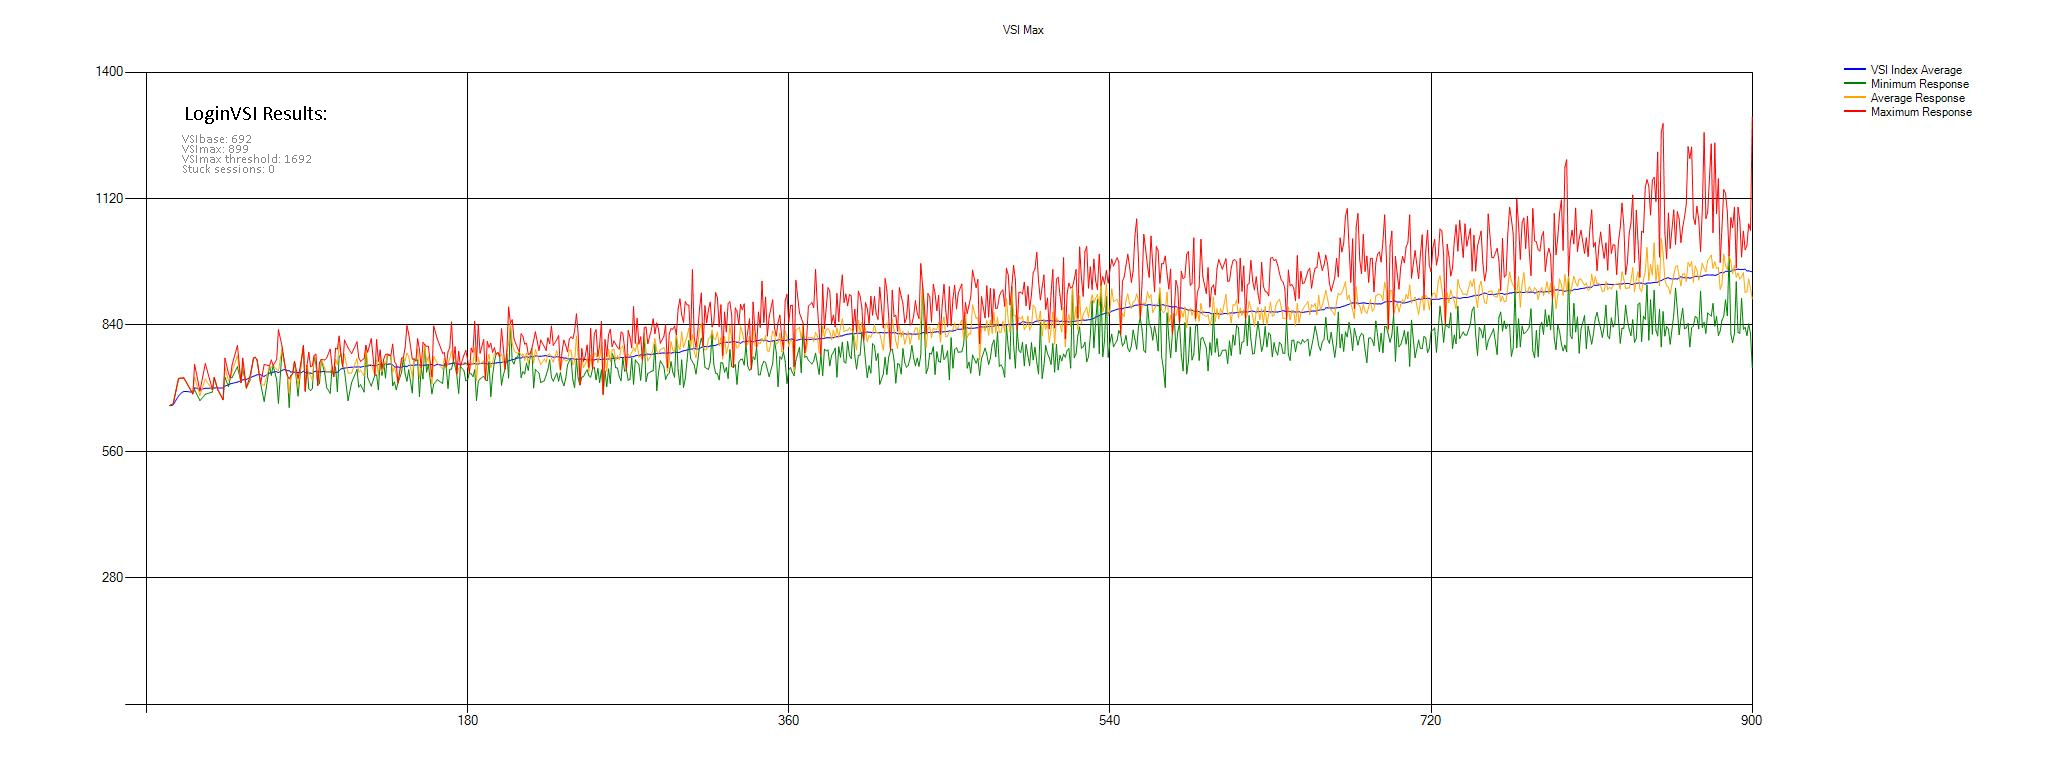 VSI Max
1400
1120
840
560
280
180
360
540
720
900
LoginVSI Results:
VSIbase: 692
VSImax: 899
VSImax threshold: 1692
Stuck sessions: 0
VSI Index Average
Minimum Response
Average Response
Maximum Response